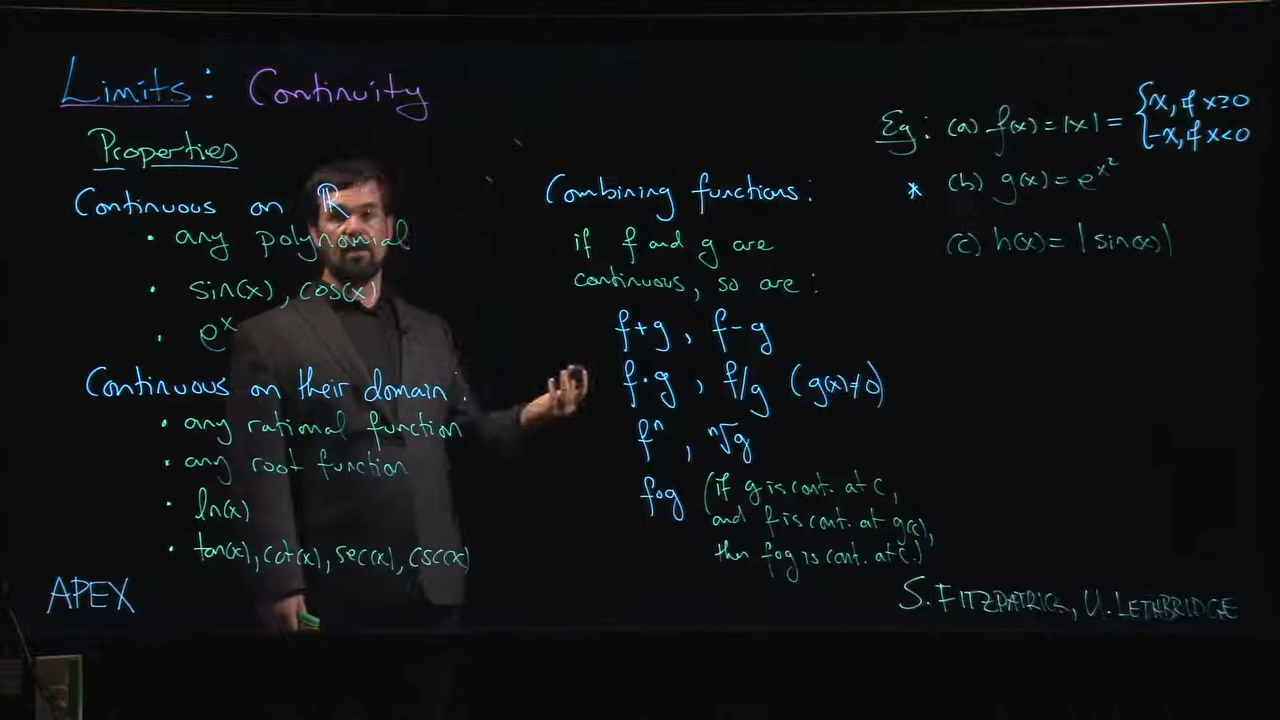 Limits: Continuity
Properties
Continuous on ℝ
• any polynomial
• sin(x), cos(x)
• eˣ
Continuous on their domain:
• any rational function
• any root function
• ln(x)
• tan(x), cot(x), sec(x), csc(x)
APEX
Combining functions:
if f and g are
continuous, so are:
f+g, f-g
f·g, f/g (g(x)≠0)
fⁿ, ⁿ√g
f∘g (if g is cont. at c,
and f is cont. at g(c),
then f∘g is cont. at c.)
Eg: (a) f(x) = |x| = { x, if x≥0
-x, if x<0
* (b) g(x) = e^{x²}
(c) h(x) = |sin(x)|
S. FITZPATRICK, U. LETHBRIDGE